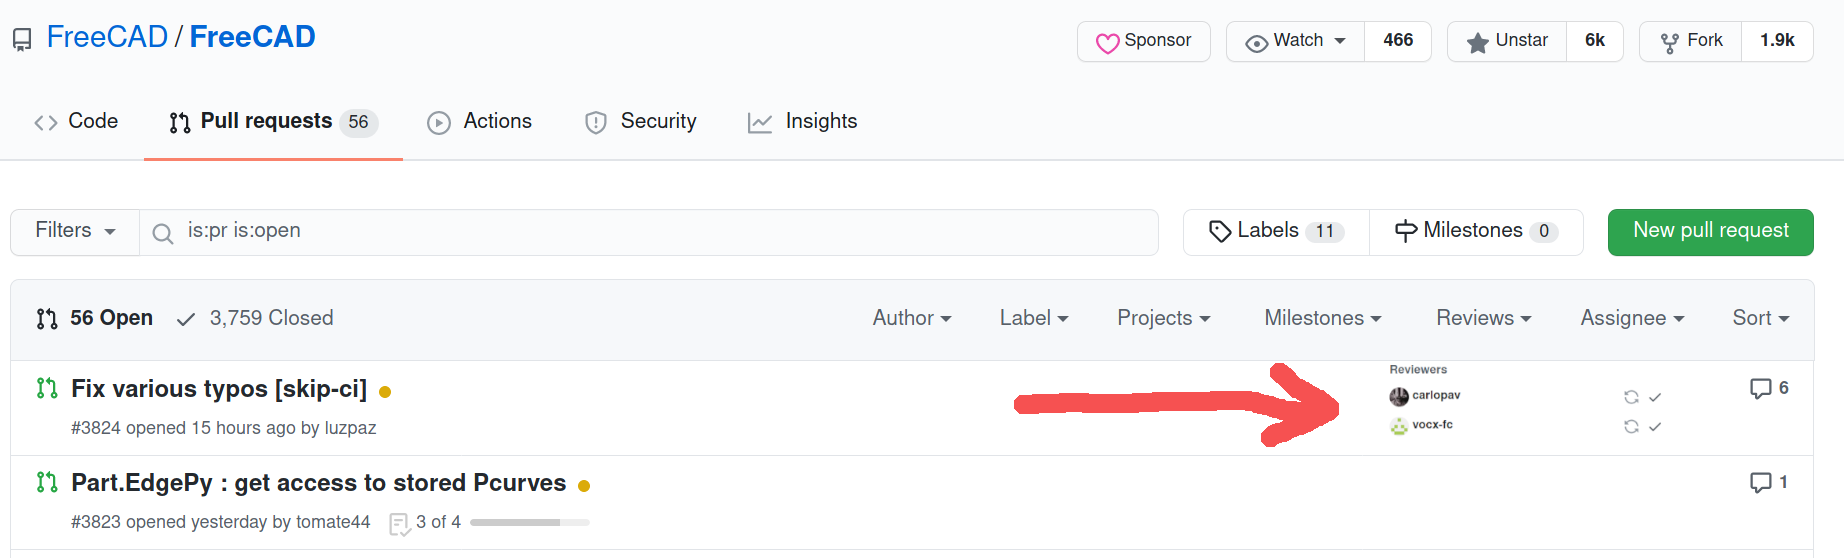 FreeCAD / FreeCAD
Sponsor Watch 466 Unstar 6k Fork 1.9k
Code Pull requests 56 Actions Security Insights
Filters is:pr is:open Labels 11 Milestones 0 New pull request
56 Open 3,759 Closed Author Label Projects Milestones Reviews Assignee Sort
Reviewers
Fix various typos [skip-ci] carlopav 6
#3824 opened 15 hours ago by luzpaz vocx-fc
Part.EdgePy : get access to stored Pcurves 1
#3823 opened yesterday by tomate44 3 of 4